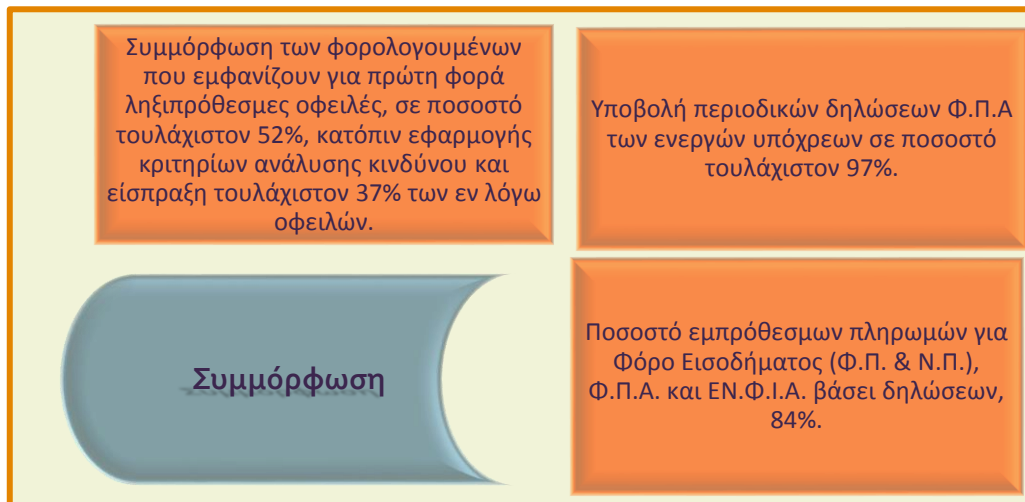 Συμμόρφωση των φορολογουμένων
που εμφανίζουν για πρώτη φορά
ληξιπρόθεσμες οφειλές, σε ποσοστό
τουλάχιστον 52%, κατόπιν εφαρμογής
κριτηρίων ανάλυσης κινδύνου και
είσπραξη τουλάχιστον 37% των εν λόγω
οφειλών.
Υποβολή περιοδικών δηλώσεων Φ.Π.Α
των ενεργών υπόχρεων σε ποσοστό
τουλάχιστον 97%.
Συμμόρφωση
Ποσοστό εμπρόθεσμων πληρωμών για
Φόρο Εισοδήματος (Φ.Π. & Ν.Π.),
Φ.Π.Α. και ΕΝ.Φ.Ι.Α. βάσει δηλώσεων,
84%.